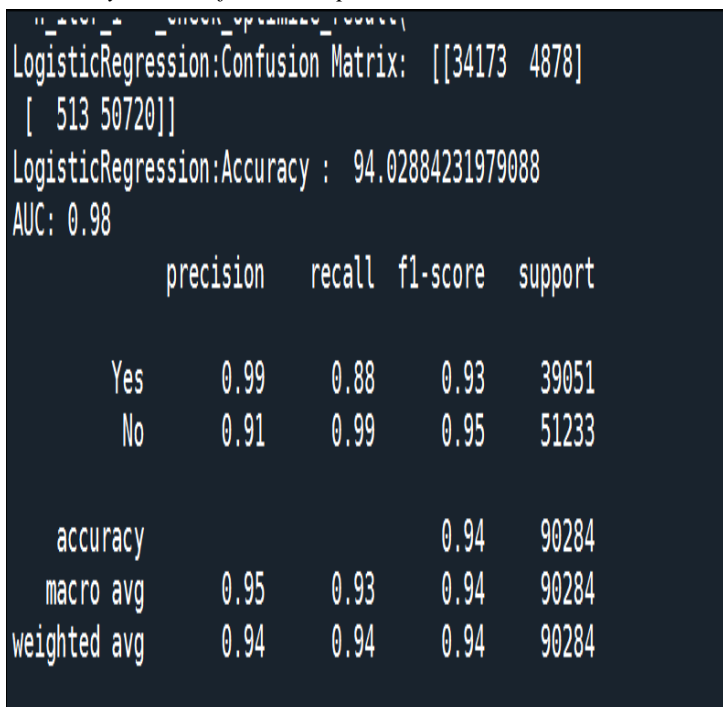 n_iter_i = _check_optimize_result(
LogisticRegression:Confusion Matrix:  [[34173  4878]
 [  513 50720]]
LogisticRegression:Accuracy :  94.02884231979088
AUC: 0.98
precision    recall  f1-score   support
Yes       0.99      0.88      0.93     39051
No       0.91      0.99      0.95     51233
accuracy                           0.94     90284
macro avg       0.95      0.93      0.94     90284
weighted avg       0.94      0.94      0.94     90284